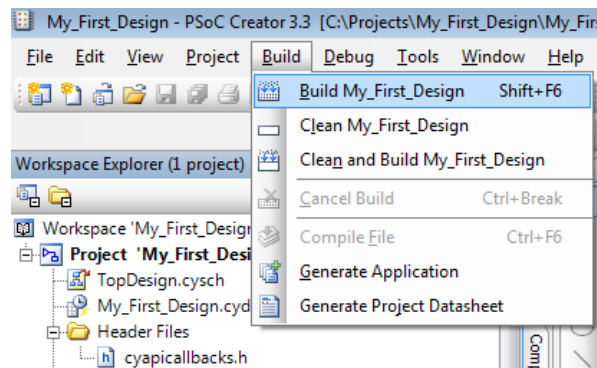 My_First_Design - PSoC Creator 3.3 [C:\Projects\My_First_Design\My_Fir
File Edit View Project Build Debug Tools Window Help
Build My_First_Design Shift+F6
Clean My_First_Design
Workspace Explorer (1 project)
Clean and Build My_First_Design
Cancel Build Ctrl+Break
Workspace 'My_First_Design
Compile File Ctrl+F6
Project 'My_First_Desi
TopDesign.cysch
Generate Application
My_First_Design.cyd
Generate Project Datasheet
Header Files
cyapicallbacks.h
Com